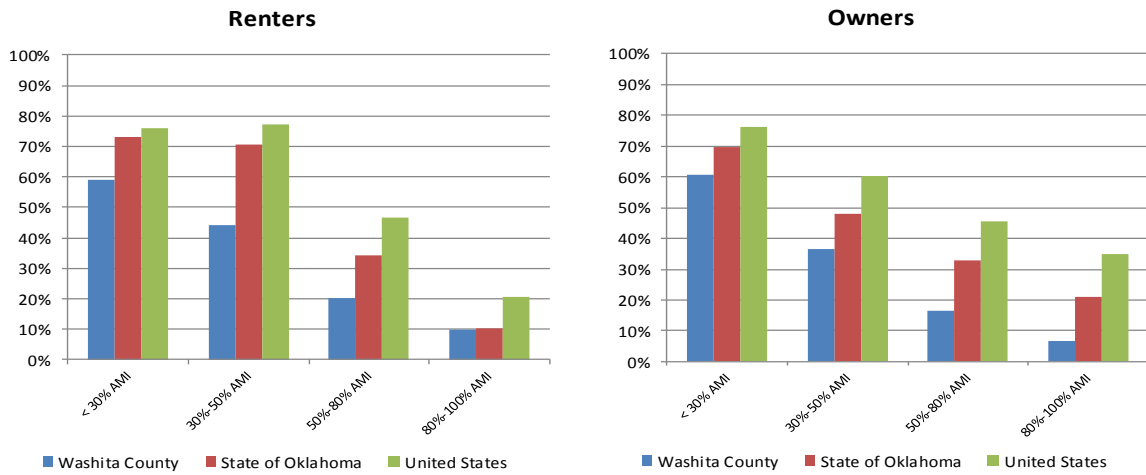 Renters
100%
90%
80%
70%
60%
50%
40%
30%
20%
10%
0%
< 30% AMI
30%-50% AMI
50%-80% AMI
80%-100% AMI
Washita County
State of Oklahoma
United States
Owners
100%
90%
80%
70%
60%
50%
40%
30%
20%
10%
0%
< 30% AMI
30%-50% AMI
50%-80% AMI
80%-100% AMI
Washita County
State of Oklahoma
United States